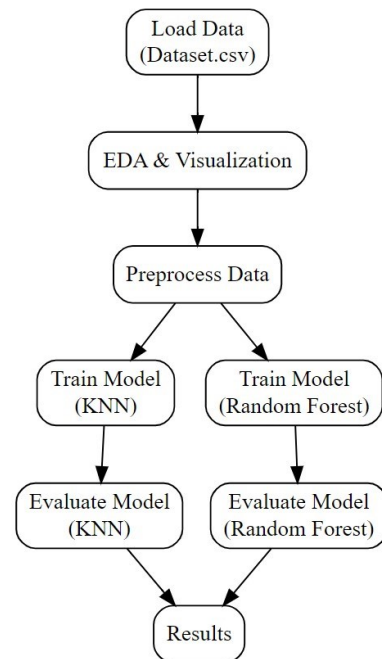 Load Data
(Dataset.csv)
EDA & Visualization
Preprocess Data
Train Model
(KNN)
Train Model
(Random Forest)
Evaluate Model
(KNN)
Evaluate Model
(Random Forest)
Results